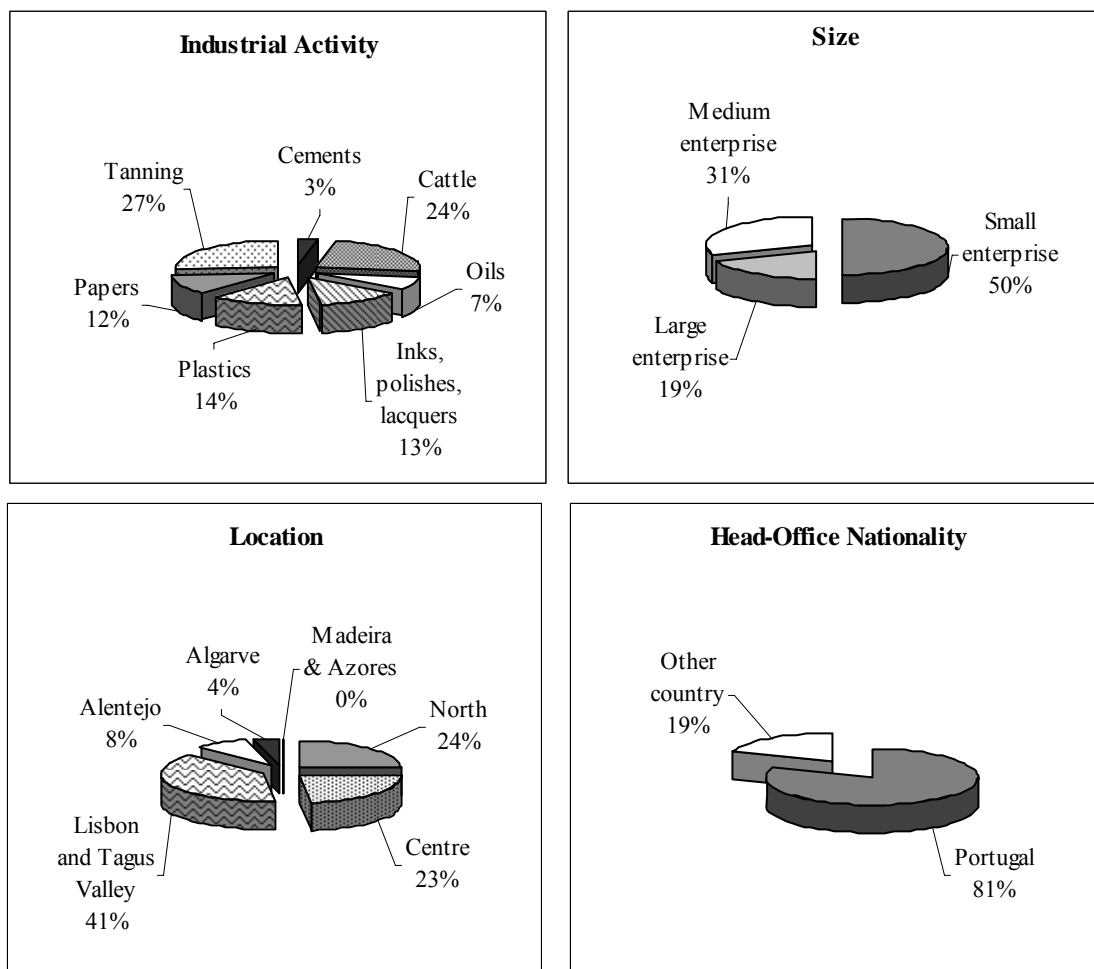 Industrial Activity
Cements
3%
Tanning
27%
Cattle
24%
Papers
12%
Oils
7%
Plastics
14%
Inks,
polishes,
lacquers
13%
Size
Medium
enterprise
31%
Small
enterprise
50%
Large
enterprise
19%
Location
Madeira
& Azores
0%
Algarve
4%
Alentejo
8%
North
24%
Lisbon
and Tagus
Valley
41%
Centre
23%
Head-Office Nationality
Other
country
19%
Portugal
81%